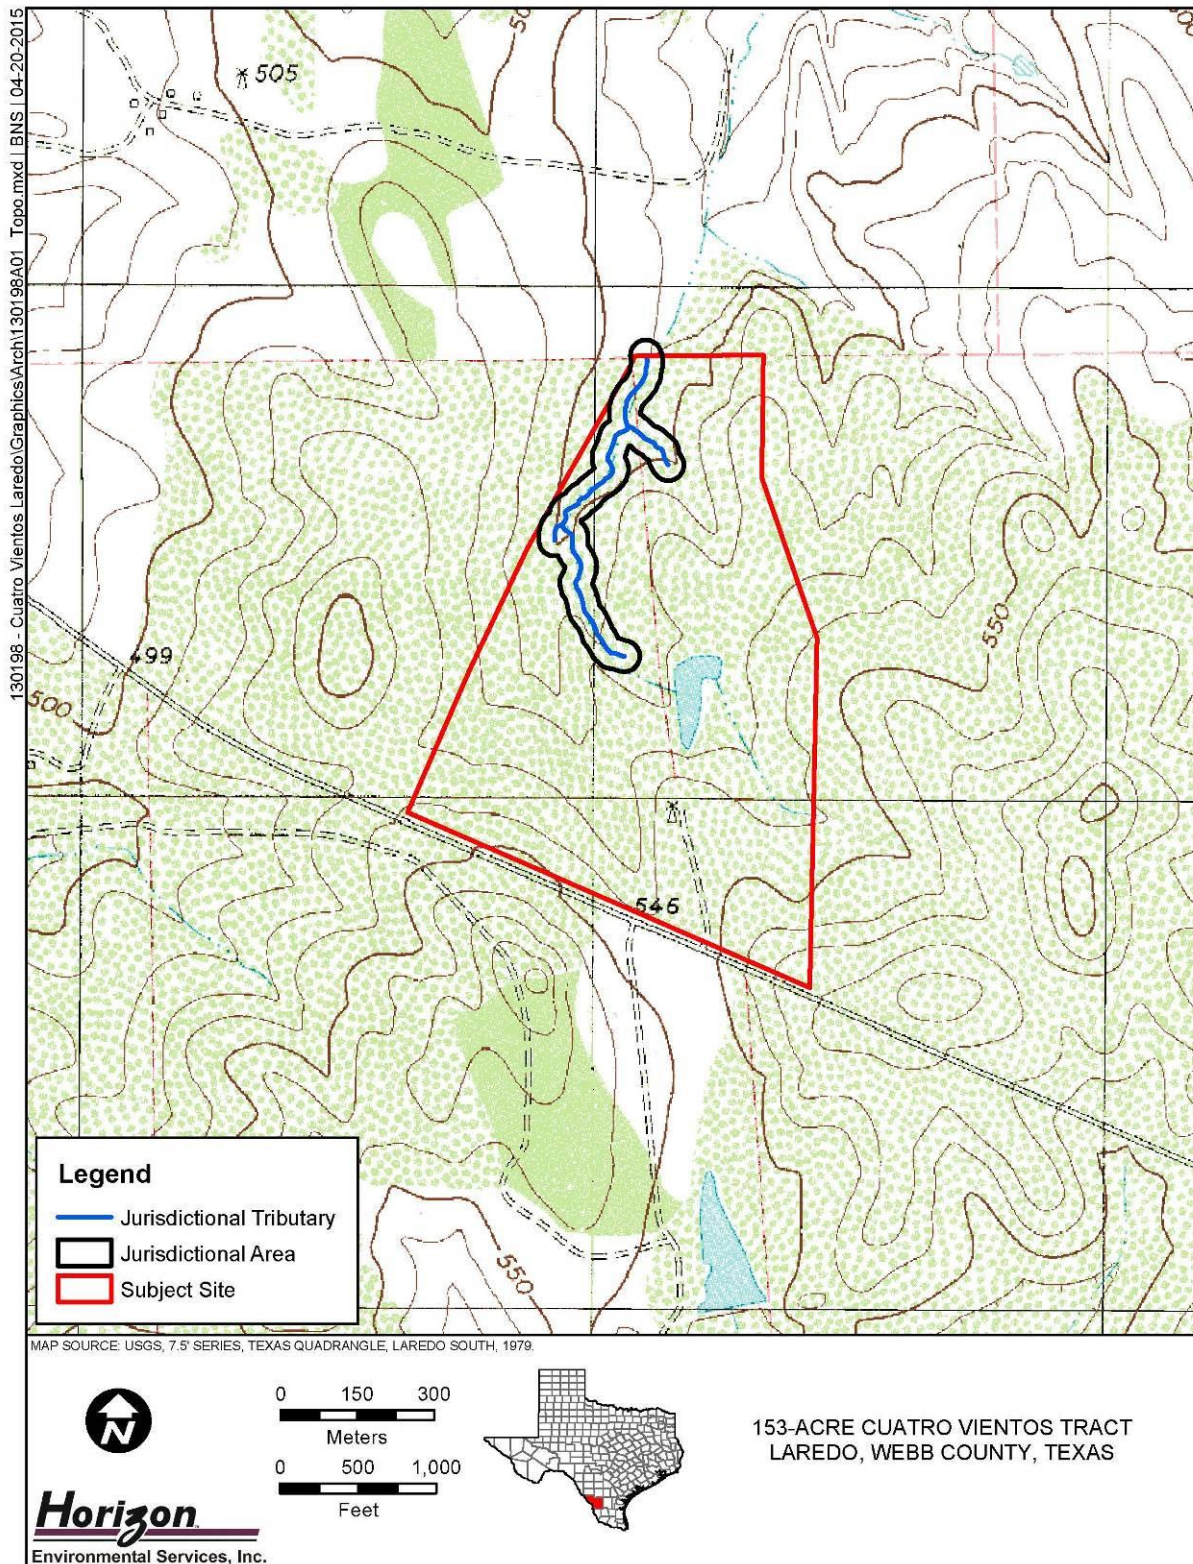 130198 - Cuatro Vientos Laredo\Graphics\Arch\130198A01_Topo.mxd | BNS | 04-20-2015
505
499
500
550
546
550
Legend
Jurisdictional Tributary
Jurisdictional Area
Subject Site
MAP SOURCE: USGS, 7.5' SERIES, TEXAS QUADRANGLE, LAREDO SOUTH, 1979.
N
0 150 300
Meters
0 500 1,000
Feet
153-ACRE CUATRO VIENTOS TRACT
LAREDO, WEBB COUNTY, TEXAS
Horizon
Environmental Services, Inc.